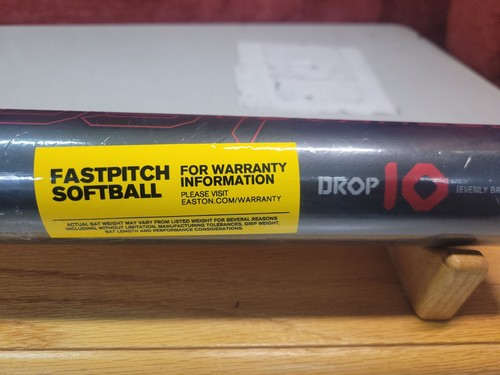 FASTPITCH
SOFTBALL
FOR WARRANTY
INFORMATION
PLEASE VISIT
EASTON.COM/WARRANTY
ACTUAL BAT WEIGHT MAY VARY FROM LISTED WEIGHT FOR SEVERAL REASONS
INCLUDING, WITHOUT LIMITATION, MANUFACTURING TOLERANCES, GRIP WEIGHT,
BAT LENGTH AND PERFORMANCE CONSIDERATIONS.
DROP 10
(EVENLY BA